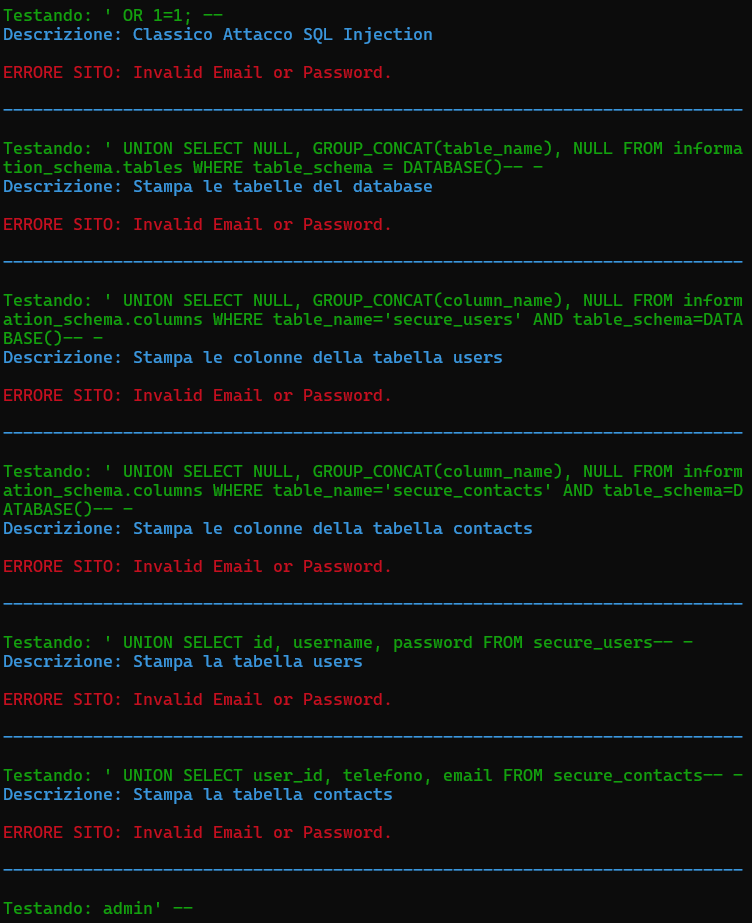 Testando: ' OR 1=1; --
Descrizione: Classico Attacco SQL Injection
ERRORE SITO: Invalid Email or Password.
--------------------------------------------------------------------------
Testando: ' UNION SELECT NULL, GROUP_CONCAT(table_name), NULL FROM informa
tion_schema.tables WHERE table_schema = DATABASE()-- -
Descrizione: Stampa le tabelle del database
ERRORE SITO: Invalid Email or Password.
--------------------------------------------------------------------------
Testando: ' UNION SELECT NULL, GROUP_CONCAT(column_name), NULL FROM inform
ation_schema.columns WHERE table_name='secure_users' AND table_schema=DATA
BASE()-- -
Descrizione: Stampa le colonne della tabella users
ERRORE SITO: Invalid Email or Password.
--------------------------------------------------------------------------
Testando: ' UNION SELECT NULL, GROUP_CONCAT(column_name), NULL FROM inform
ation_schema.columns WHERE table_name='secure_contacts' AND table_schema=D
ATABASE()-- -
Descrizione: Stampa le colonne della tabella contacts
ERRORE SITO: Invalid Email or Password.
--------------------------------------------------------------------------
Testando: ' UNION SELECT id, username, password FROM secure_users-- -
Descrizione: Stampa la tabella users
ERRORE SITO: Invalid Email or Password.
--------------------------------------------------------------------------
Testando: ' UNION SELECT user_id, telefono, email FROM secure_contacts-- -
Descrizione: Stampa la tabella contacts
ERRORE SITO: Invalid Email or Password.
--------------------------------------------------------------------------
Testando: admin' --